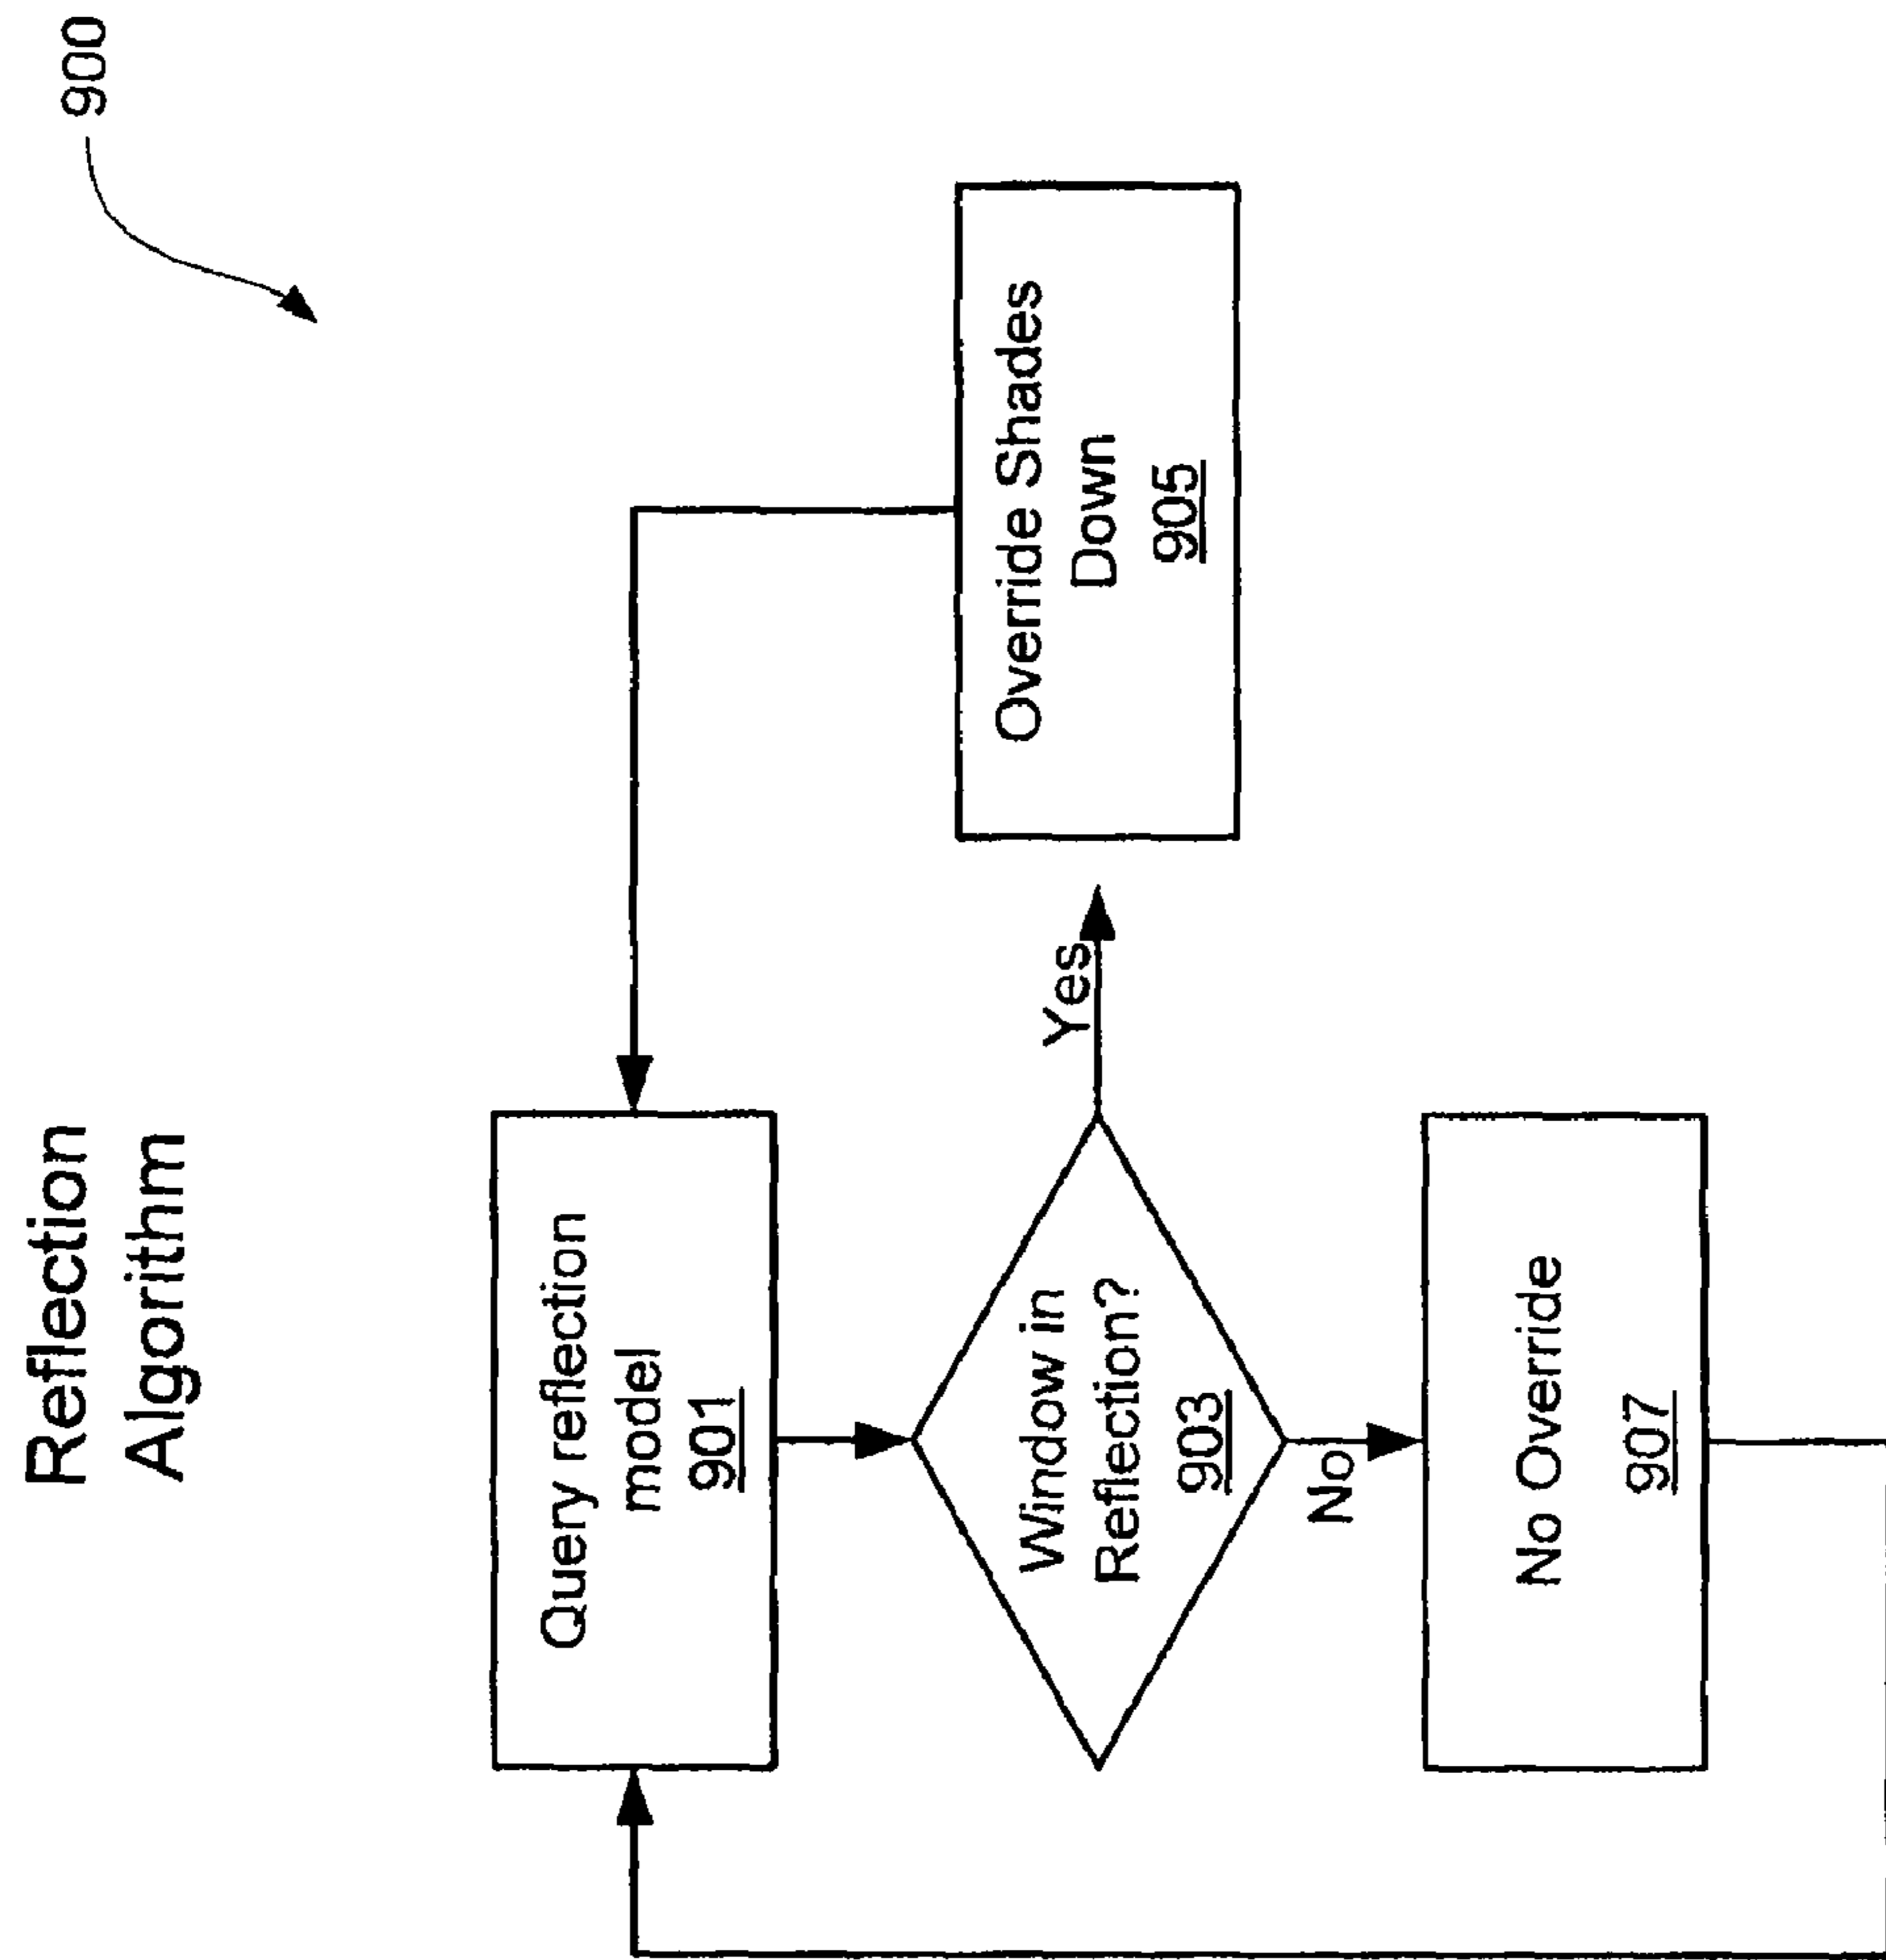 Reflection
Algorithm
900
Query reflection
model
901
Window in
Reflection?
903
Yes
Override Shades
Down
905
No
No Override
907